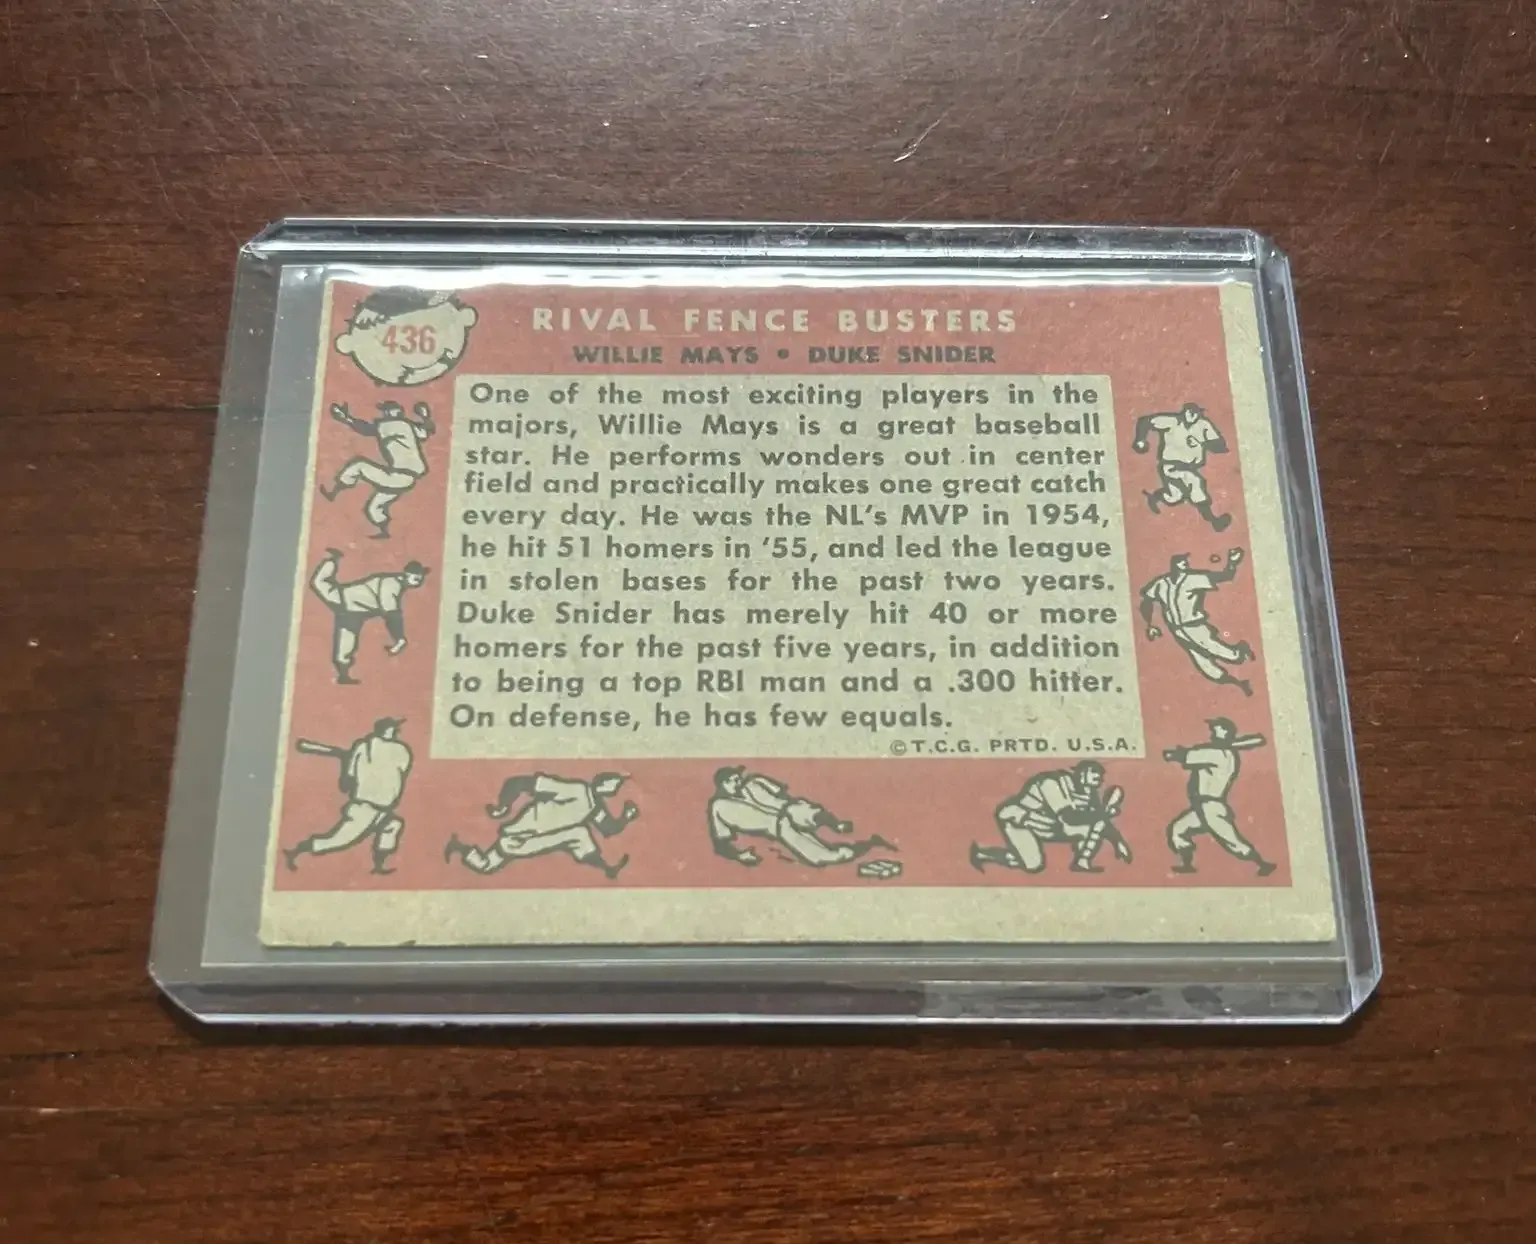 436
RIVAL FENCE BUSTERS
WILLIE MAYS • DUKE SNIDER
One of the most exciting players in the
majors, Willie Mays is a great baseball
star. He performs wonders out in center
field and practically makes one great catch
every day. He was the NL's MVP in 1954,
he hit 51 homers in '55, and led the league
in stolen bases for the past two years.
Duke Snider has merely hit 40 or more
homers for the past five years, in addition
to being a top RBI man and a .300 hitter.
On defense, he has few equals.
©T.C.G. PRTD. U.S.A.